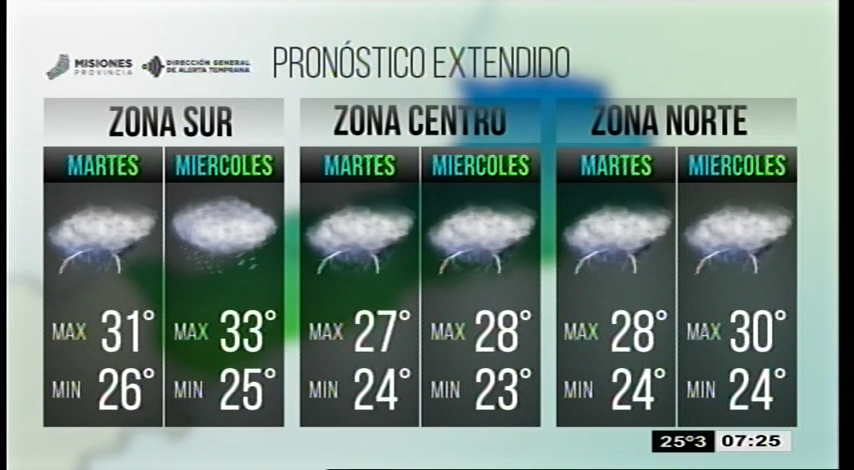 MISIONES
PROVINCIA
DIRECCIÓN GENERAL
DE ALERTA TEMPRANA
PRONÓSTICO EXTENDIDO
ZONA SUR
MARTES MIERCOLES
MAX 31° MAX 33°
MIN 26° MIN 25°
ZONA CENTRO
MARTES MIERCOLES
MAX 27° MAX 28°
MIN 24° MIN 23°
ZONA NORTE
MARTES MIERCOLES
MAX 28° MAX 30°
MIN 24° MIN 24°
25°3 07:25